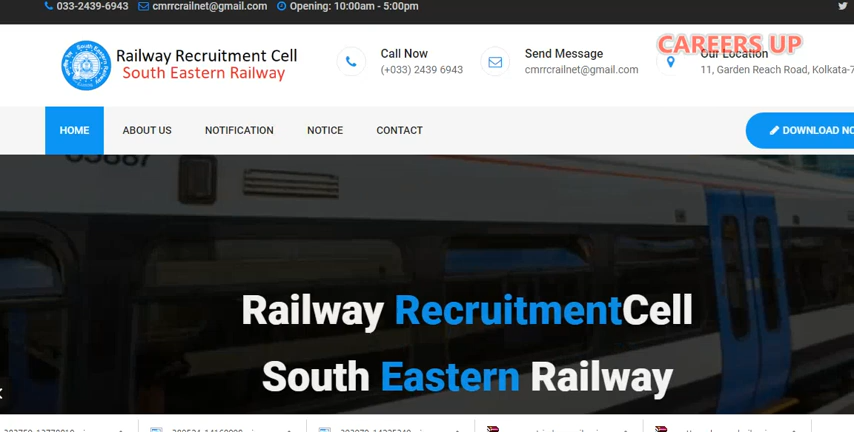 033-2439-6943 cmrrcrailnet@gmail.com Opening: 10:00am - 5:00pm
CAREERS UP
Railway Recruitment Cell
South Eastern Railway
Call Now
(+033) 2439 6943
Send Message
cmrrcrailnet@gmail.com
Our Location
11, Garden Reach Road, Kolkata-7
HOME ABOUT US NOTIFICATION NOTICE CONTACT
DOWNLOAD NO
Railway RecruitmentCell
South Eastern Railway